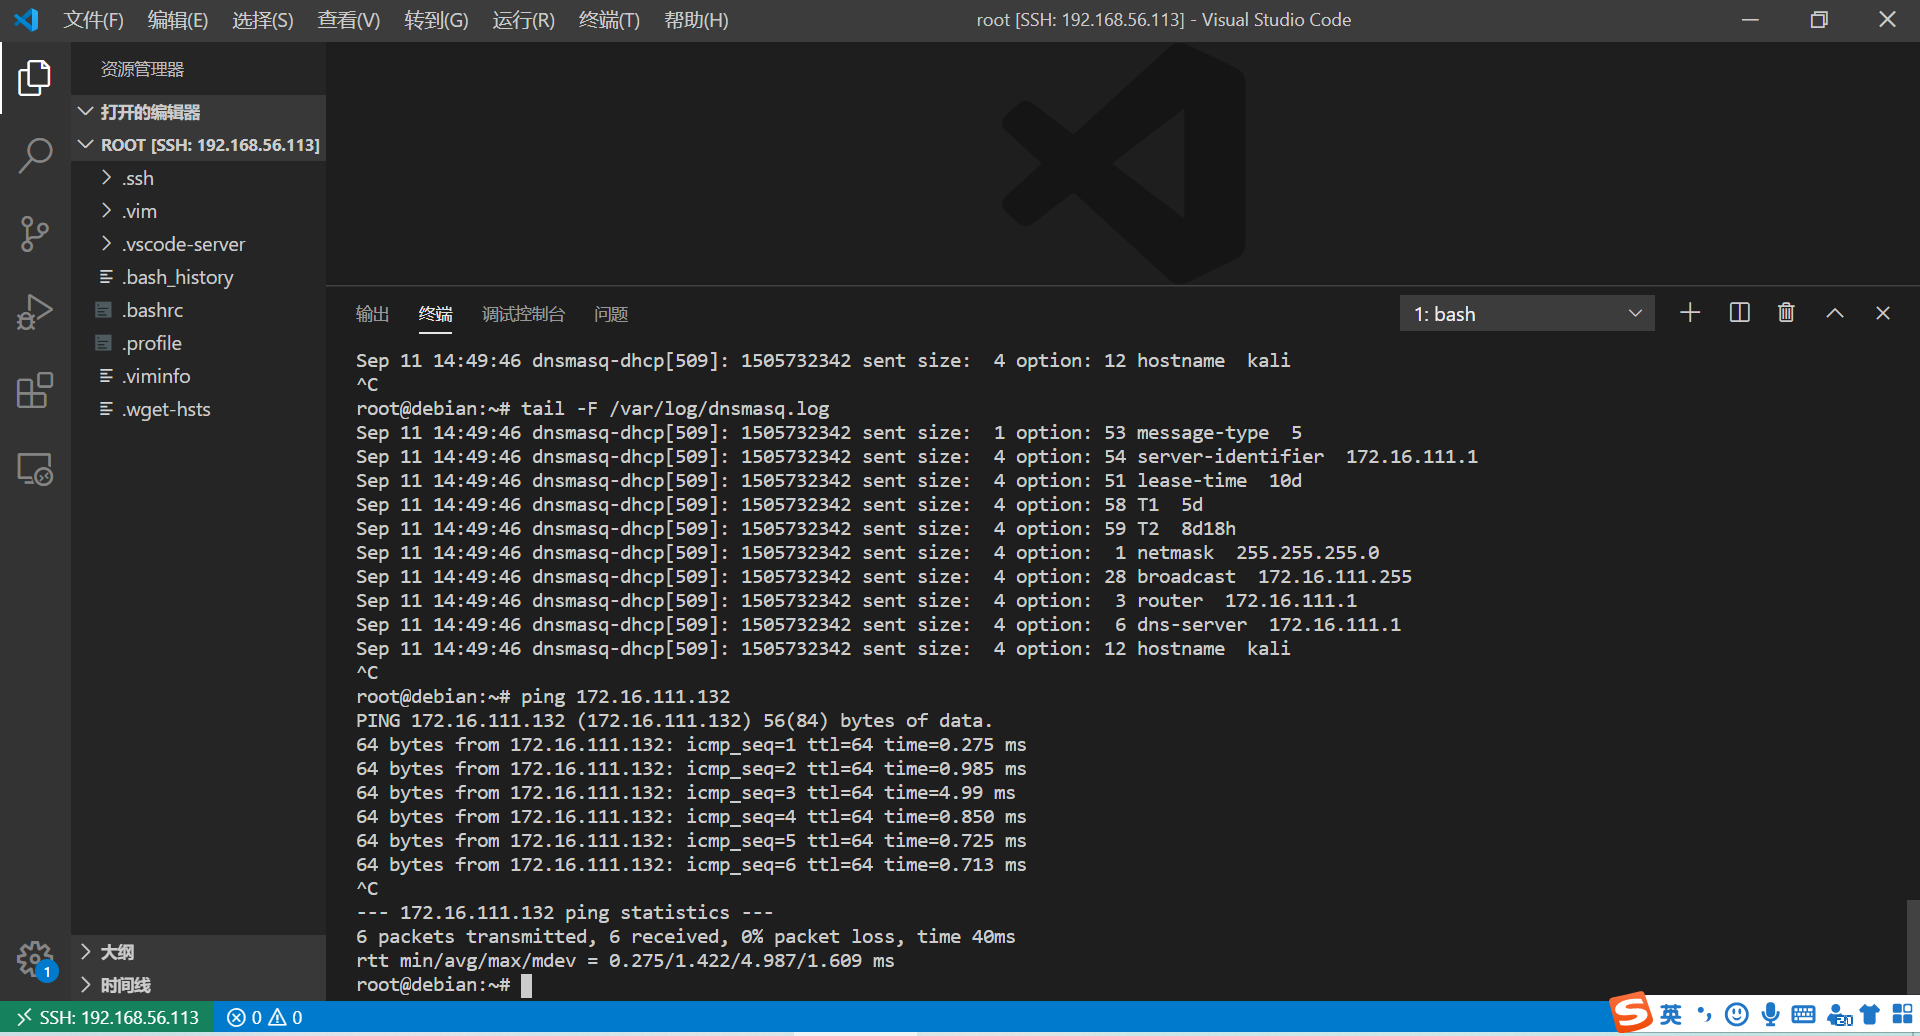 文件(F) 编辑(E) 选择(S) 查看(V) 转到(G) 运行(R) 终端(T) 帮助(H) root [SSH: 192.168.56.113] - Visual Studio Code
资源管理器
打开的编辑器
ROOT [SSH: 192.168.56.113]
.ssh
.vim
.vscode-server
.bash_history
.bashrc
.profile
.viminfo
.wget-hsts
大纲
时间线
1
输出 终端 调试控制台 问题 1: bash
Sep 11 14:49:46 dnsmasq-dhcp[509]: 1505732342 sent size:  4 option: 12 hostname  kali
^C
root@debian:~# tail -F /var/log/dnsmasq.log
Sep 11 14:49:46 dnsmasq-dhcp[509]: 1505732342 sent size:  1 option: 53 message-type  5
Sep 11 14:49:46 dnsmasq-dhcp[509]: 1505732342 sent size:  4 option: 54 server-identifier  172.16.111.1
Sep 11 14:49:46 dnsmasq-dhcp[509]: 1505732342 sent size:  4 option: 51 lease-time  10d
Sep 11 14:49:46 dnsmasq-dhcp[509]: 1505732342 sent size:  4 option: 58 T1  5d
Sep 11 14:49:46 dnsmasq-dhcp[509]: 1505732342 sent size:  4 option: 59 T2  8d18h
Sep 11 14:49:46 dnsmasq-dhcp[509]: 1505732342 sent size:  4 option:  1 netmask  255.255.255.0
Sep 11 14:49:46 dnsmasq-dhcp[509]: 1505732342 sent size:  4 option: 28 broadcast  172.16.111.255
Sep 11 14:49:46 dnsmasq-dhcp[509]: 1505732342 sent size:  4 option:  3 router  172.16.111.1
Sep 11 14:49:46 dnsmasq-dhcp[509]: 1505732342 sent size:  4 option:  6 dns-server  172.16.111.1
Sep 11 14:49:46 dnsmasq-dhcp[509]: 1505732342 sent size:  4 option: 12 hostname  kali
^C
root@debian:~# ping 172.16.111.132
PING 172.16.111.132 (172.16.111.132) 56(84) bytes of data.
64 bytes from 172.16.111.132: icmp_seq=1 ttl=64 time=0.275 ms
64 bytes from 172.16.111.132: icmp_seq=2 ttl=64 time=0.985 ms
64 bytes from 172.16.111.132: icmp_seq=3 ttl=64 time=4.99 ms
64 bytes from 172.16.111.132: icmp_seq=4 ttl=64 time=0.850 ms
64 bytes from 172.16.111.132: icmp_seq=5 ttl=64 time=0.725 ms
64 bytes from 172.16.111.132: icmp_seq=6 ttl=64 time=0.713 ms
^C
--- 172.16.111.132 ping statistics ---
6 packets transmitted, 6 received, 0% packet loss, time 40ms
rtt min/avg/max/mdev = 0.275/1.422/4.987/1.609 ms
root@debian:~#
SSH: 192.168.56.113 0 0 英